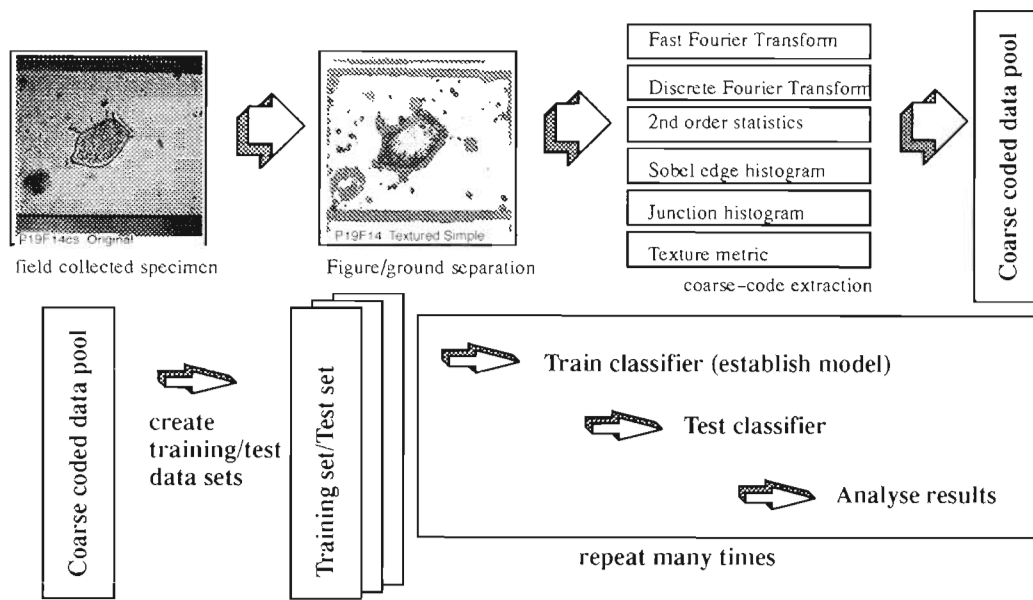 Fast Fourier Transform
Discrete Fourier Transform
2nd order statistics
Sobel edge histogram
Junction histogram
Texture metric
coarse-code extraction
Coarse coded data pool
P19F14cs Original
field collected specimen
P19F14 Textured Simple
Figure/ground separation
Coarse coded data pool
create
training/test
data sets
Training set/Test set
Train classifier (establish model)
Test classifier
Analyse results
repeat many times